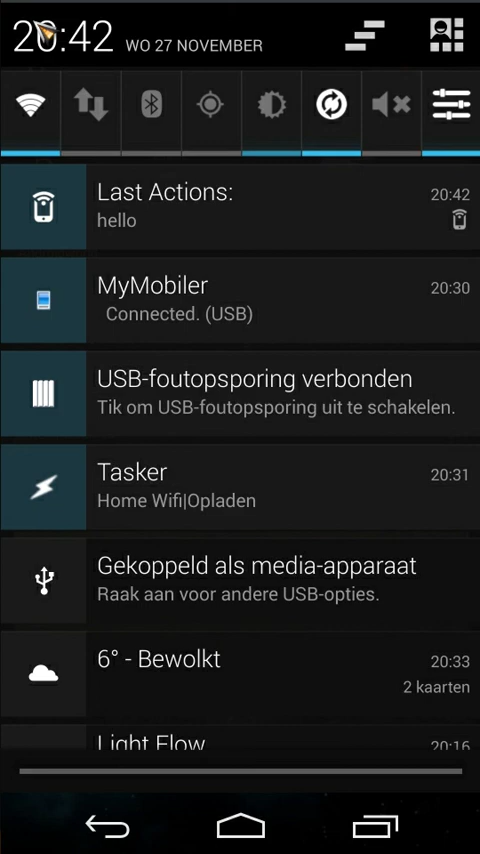 20:42 WO 27 NOVEMBER
Last Actions: 20:42
hello
MyMobiler 20:30
Connected. (USB)
USB-foutopsporing verbonden
Tik om USB-foutopsporing uit te schakelen.
Tasker 20:31
Home Wifi|Opladen
Gekoppeld als media-apparaat
Raak aan voor andere USB-opties.
6° - Bewolkt 20:33
2 kaarten
Light Flow 20:16